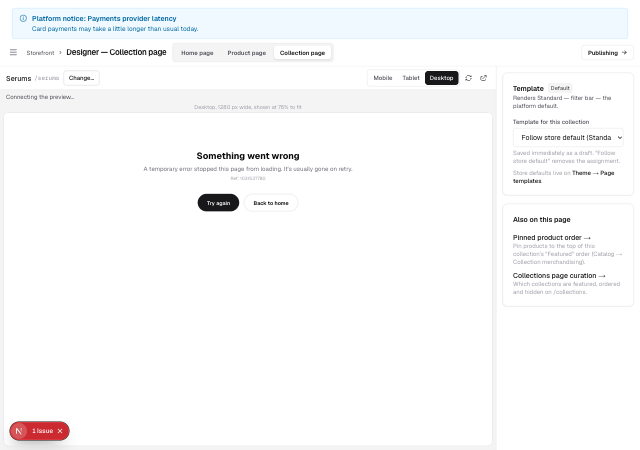 Platform notice: Payments provider latency
Card payments may take a little longer than usual today.
Storefront > Designer — Collection page
Home page
Product page
Collection page
Publishing →
Serums /serums
Change…
Mobile
Tablet
Desktop
Connecting the preview…
Desktop, 1280 px wide, shown at 76% to fit
Something went wrong
A temporary error stopped this page from loading. It's usually gone on retry.
Try again
Back to home
Template Default
Renders Standard — filter bar — the
platform default.
Template for this collection
Follow store default (Standa
Saved immediately as a draft. "Follow
store default" removes the assignment.
Store defaults live on Theme → Page
templates
Also on this page
Pinned product order →
Pin products to the top of this
collection's "Featured" order (Catalog →
Collection merchandising).
Collections page curation →
Which collections are featured, ordered
and hidden on /collections.
N 1 Issue ×